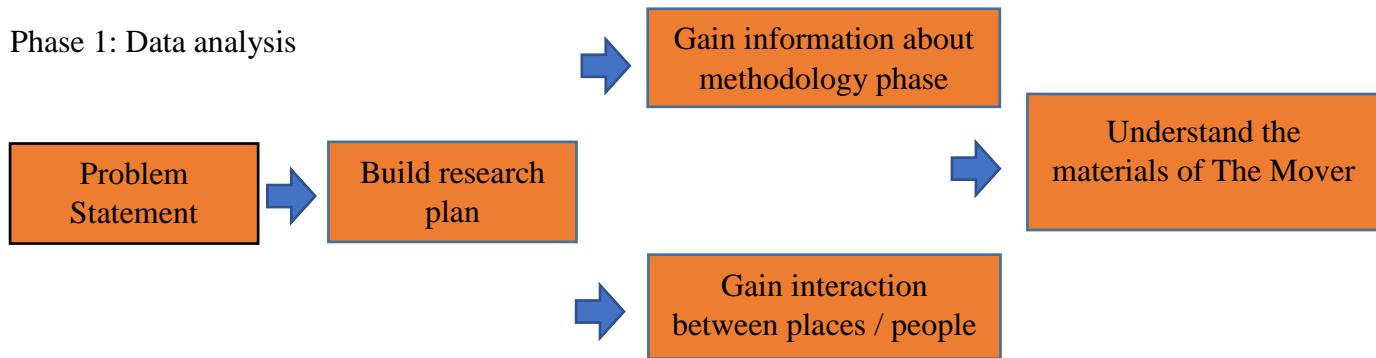 Phase 1: Data analysis
Gain information about
methodology phase
Understand the
materials of The Mover
Problem
Statement
Build research
plan
Gain interaction
between places / people